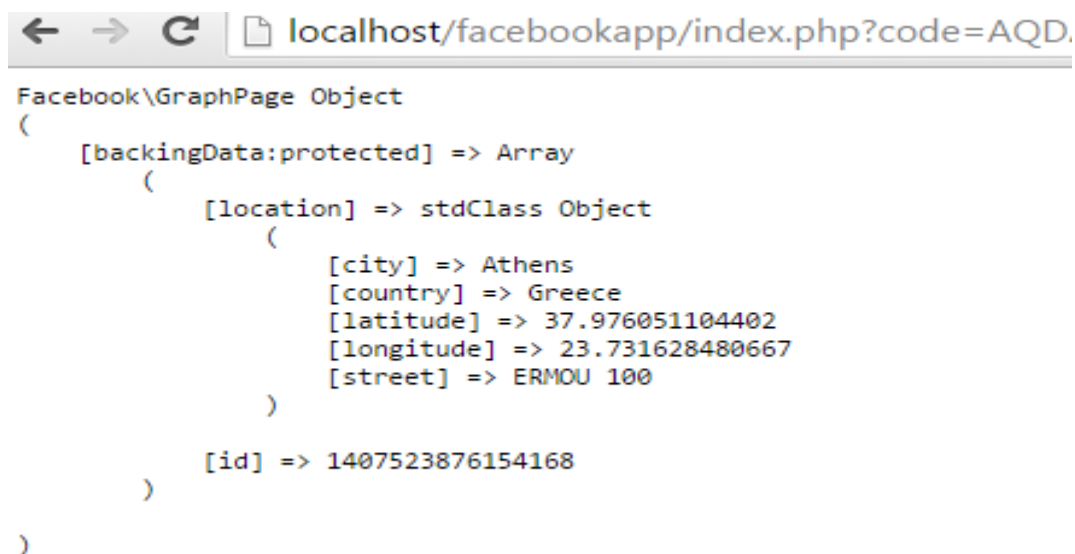 localhost/facebookapp/index.php?code=AQD
Facebook\GraphPage Object
(
    [backingData:protected] => Array
        (
            [location] => stdClass Object
                (
                    [city] => Athens
                    [country] => Greece
                    [latitude] => 37.976051104402
                    [longitude] => 23.731628480667
                    [street] => ERMOU 100
                )
            [id] => 1407523876154168
        )
)